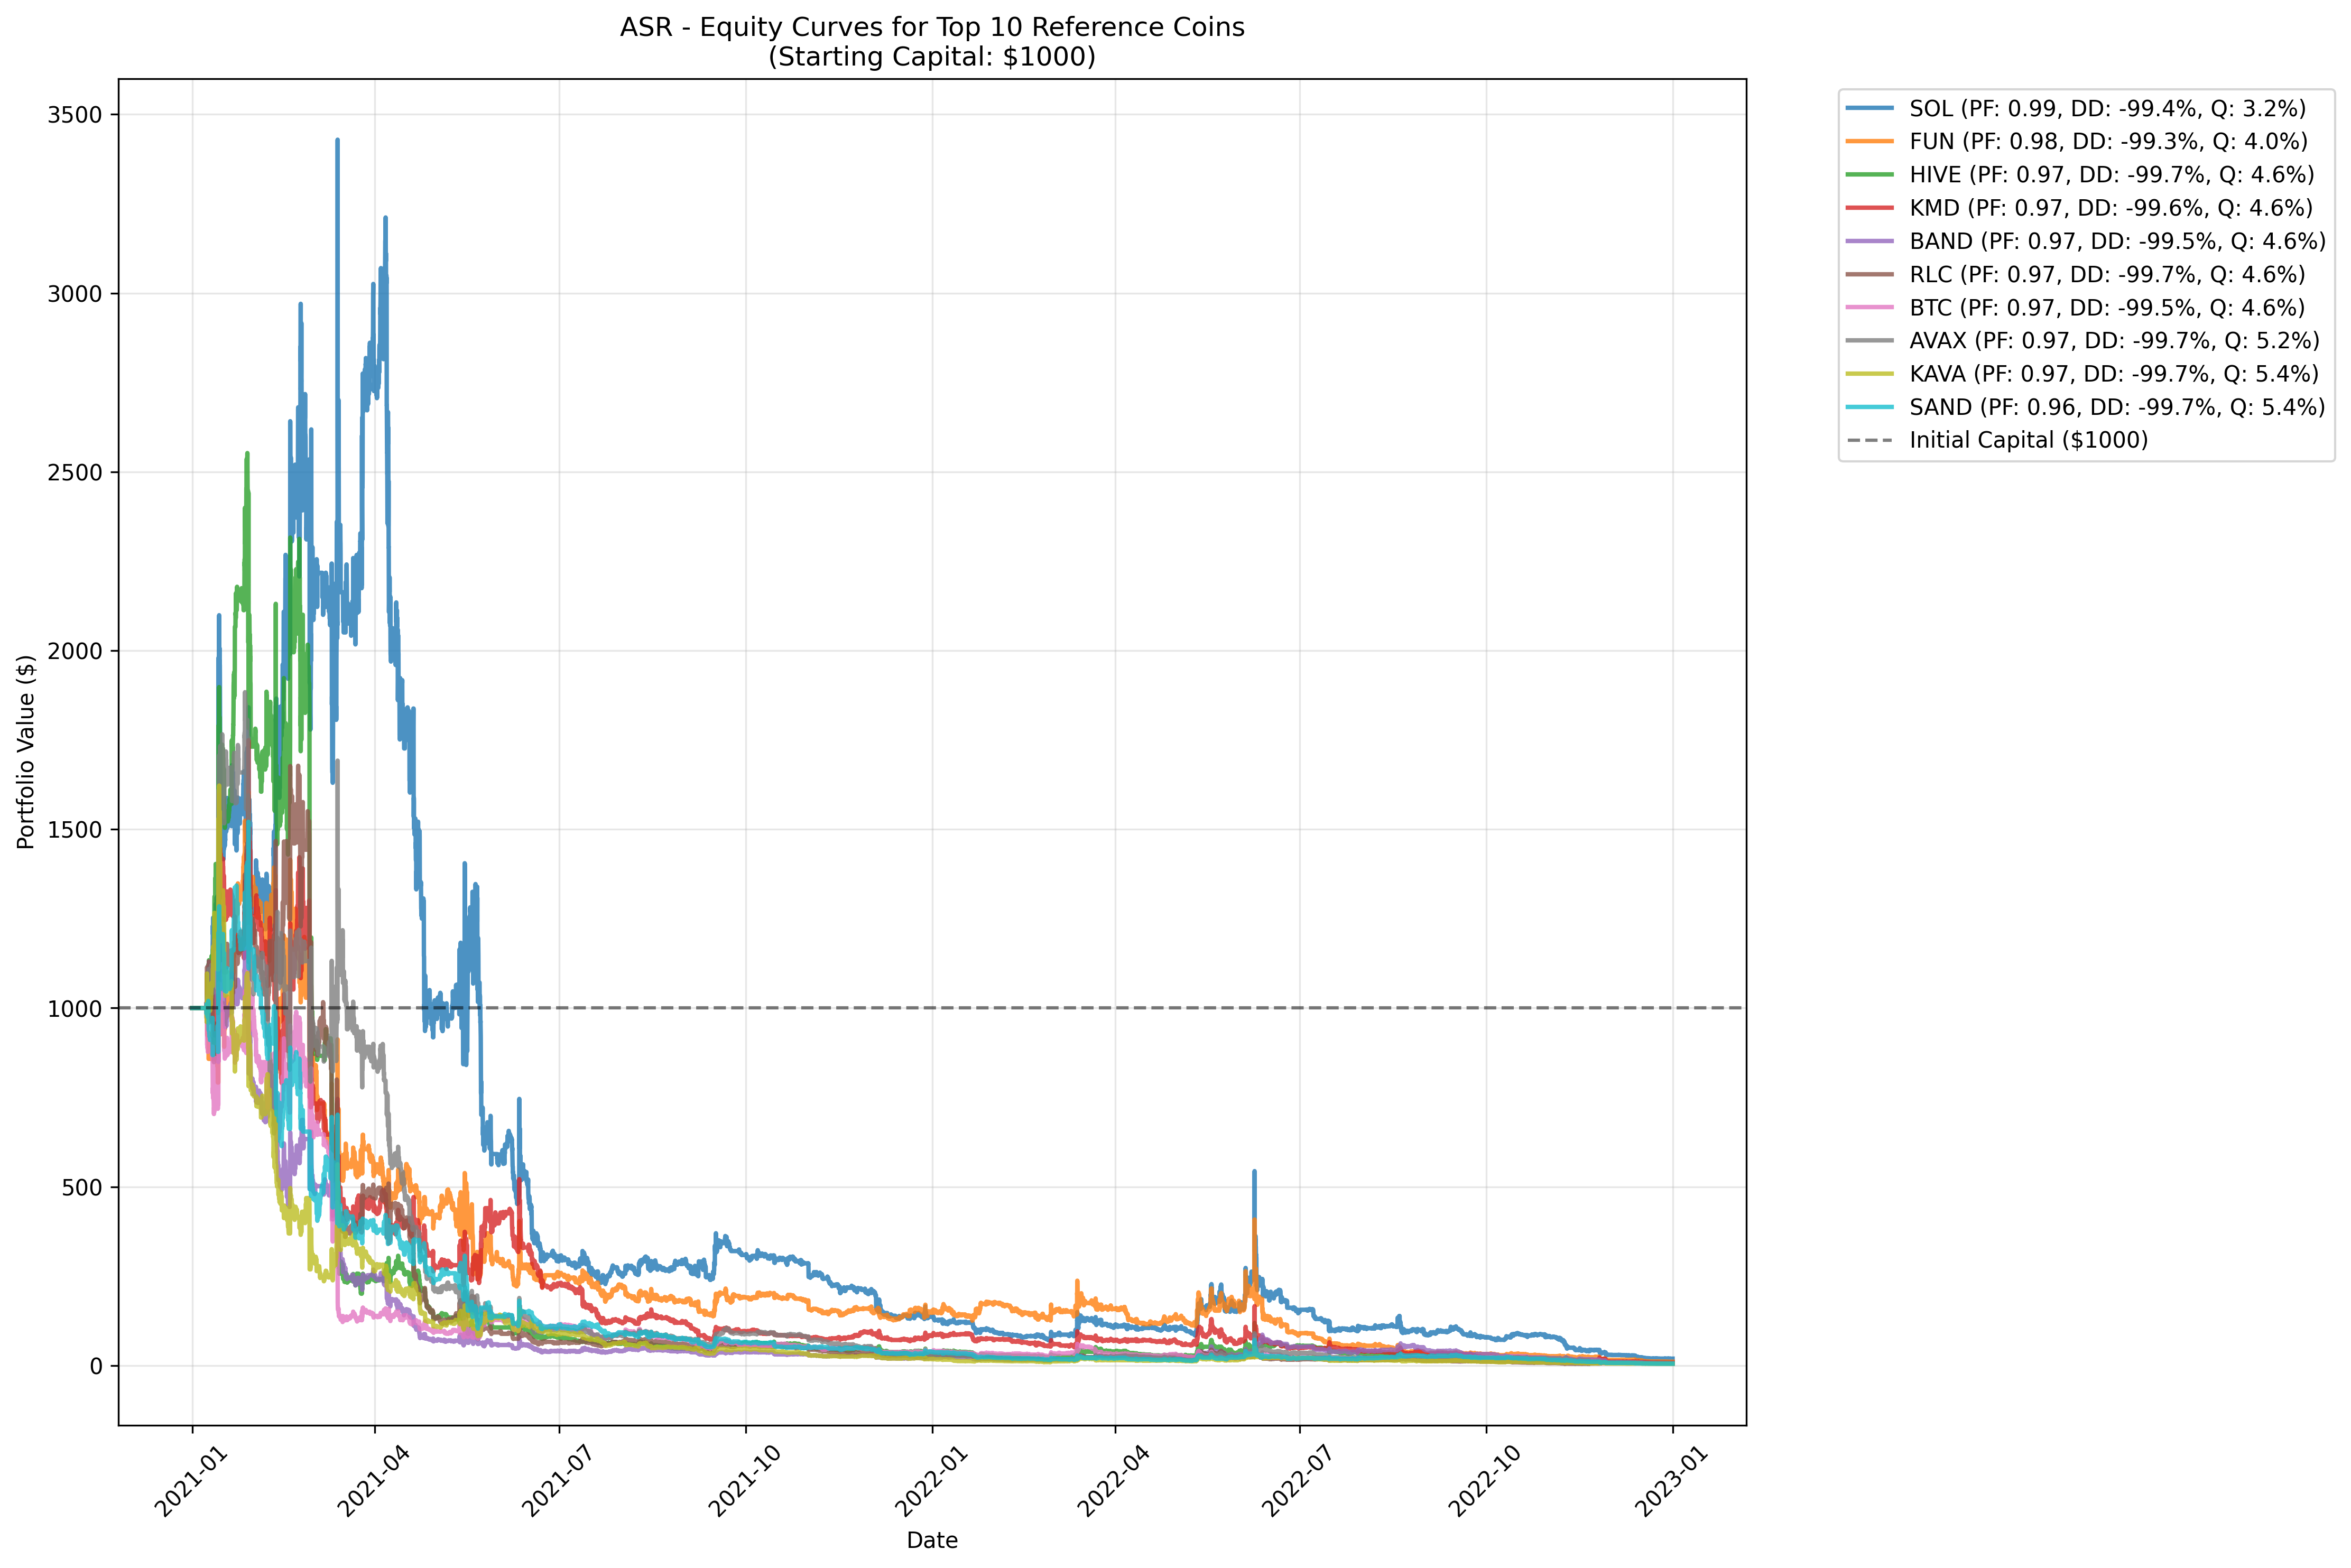 ASR - Equity Curves for Top 10 Reference Coins
(Starting Capital: $1000)
Portfolio Value ($)
3500
3000
2500
2000
1500
1000
500
0
2021-01
2021-04
2021-07
2021-10
2022-01
2022-04
2022-07
2022-10
2023-01
Date
SOL (PF: 0.99, DD: -99.4%, Q: 3.2%)
FUN (PF: 0.98, DD: -99.3%, Q: 4.0%)
HIVE (PF: 0.97, DD: -99.7%, Q: 4.6%)
KMD (PF: 0.97, DD: -99.6%, Q: 4.6%)
BAND (PF: 0.97, DD: -99.5%, Q: 4.6%)
RLC (PF: 0.97, DD: -99.7%, Q: 4.6%)
BTC (PF: 0.97, DD: -99.5%, Q: 4.6%)
AVAX (PF: 0.97, DD: -99.7%, Q: 5.2%)
KAVA (PF: 0.97, DD: -99.7%, Q: 5.4%)
SAND (PF: 0.96, DD: -99.7%, Q: 5.4%)
Initial Capital ($1000)